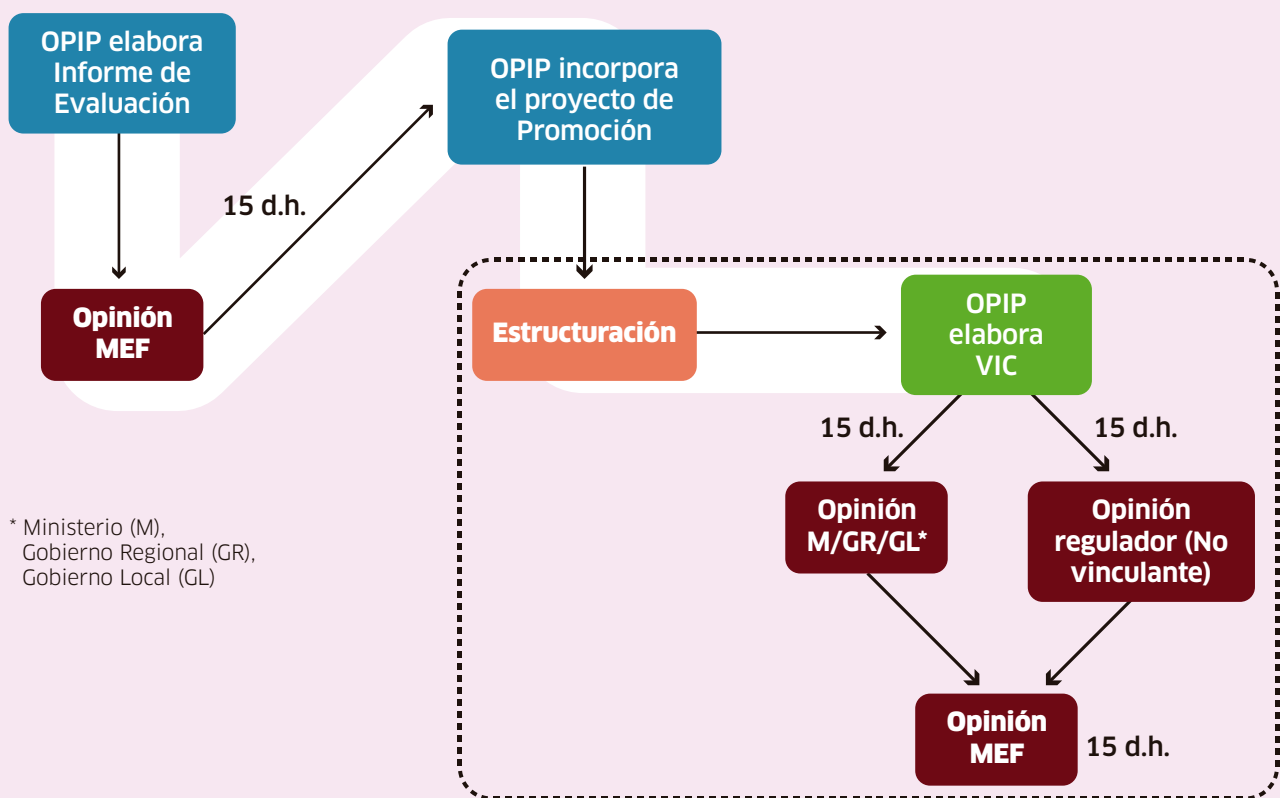 OPIP elabora
Informe de
Evaluación
OPIP incorpora
el proyecto de
Promoción
15 d.h.
Opinión
MEF
Estructuración
OPIP
elabora
VIC
15 d.h.
15 d.h.
Opinión
M/GR/GL*
Opinión
regulador (No
vinculante)
* Ministerio (M),
Gobierno Regional (GR),
Gobierno Local (GL)
Opinión
MEF
15 d.h.